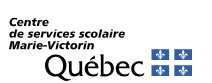 Centre
de services scolaire
Marie-Victorin
Québec